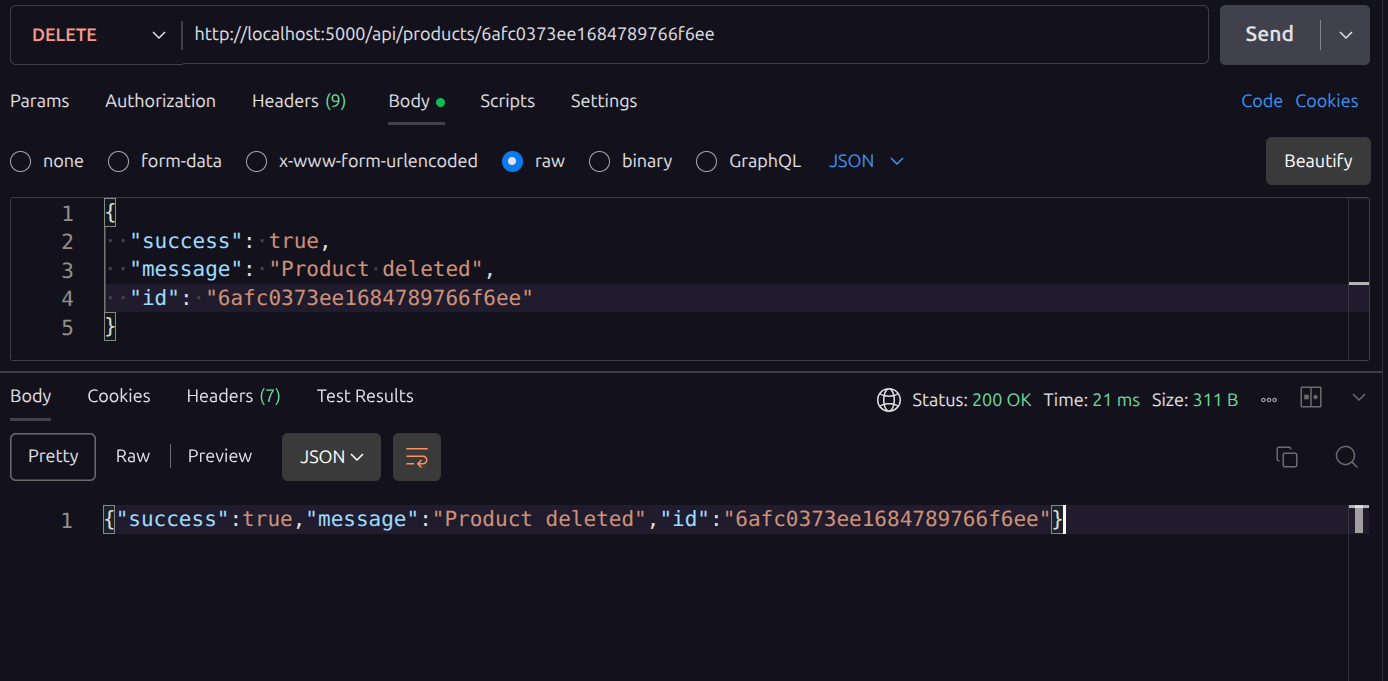 DELETE http://localhost:5000/api/products/6afc0373ee1684789766f6ee Send
Params Authorization Headers (9) Body Scripts Settings Code Cookies
none form-data x-www-form-urlencoded raw binary GraphQL JSON Beautify
1 {
2 "success": true,
3 "message": "Product deleted",
4 "id": "6afc0373ee1684789766f6ee"
5 }
Body Cookies Headers (7) Test Results Status: 200 OK Time: 21 ms Size: 311 B
Pretty Raw Preview JSON
1 {"success":true,"message":"Product deleted","id":"6afc0373ee1684789766f6ee"}